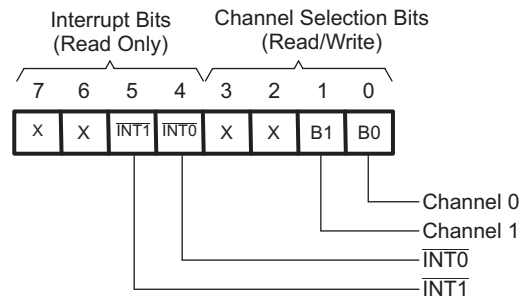 Interrupt Bits
(Read Only)
Channel Selection Bits
(Read/Write)
7 6 5 4 3 2 1 0
X X INT1 INT0 X X B1 B0
Channel 0
Channel 1
INT0
INT1